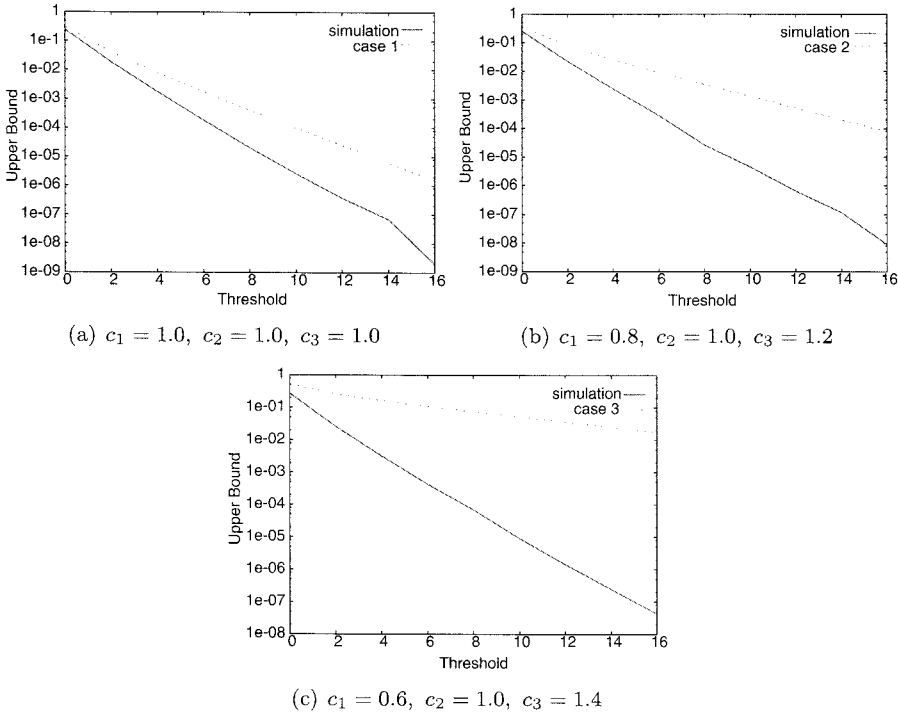 1
1e-01
1e-02
1e-03
1e-04
1e-05
1e-06
1e-07
1e-08
1e-09
Upper Bound
simulation
case 1
0 2 4 6 8 10 12 14 16
Threshold
(a) c₁ = 1.0, c₂ = 1.0, c₃ = 1.0
1
1e-01
1e-02
1e-03
1e-04
1e-05
1e-06
1e-07
1e-08
1e-09
Upper Bound
simulation
case 2
0 2 4 6 8 10 12 14 16
Threshold
(b) c₁ = 0.8, c₂ = 1.0, c₃ = 1.2
1
1e-01
1e-02
1e-03
1e-04
1e-05
1e-06
1e-07
1e-08
Upper Bound
simulation
case 3
0 2 4 6 8 10 12 14 16
Threshold
(c) c₁ = 0.6, c₂ = 1.0, c₃ = 1.4